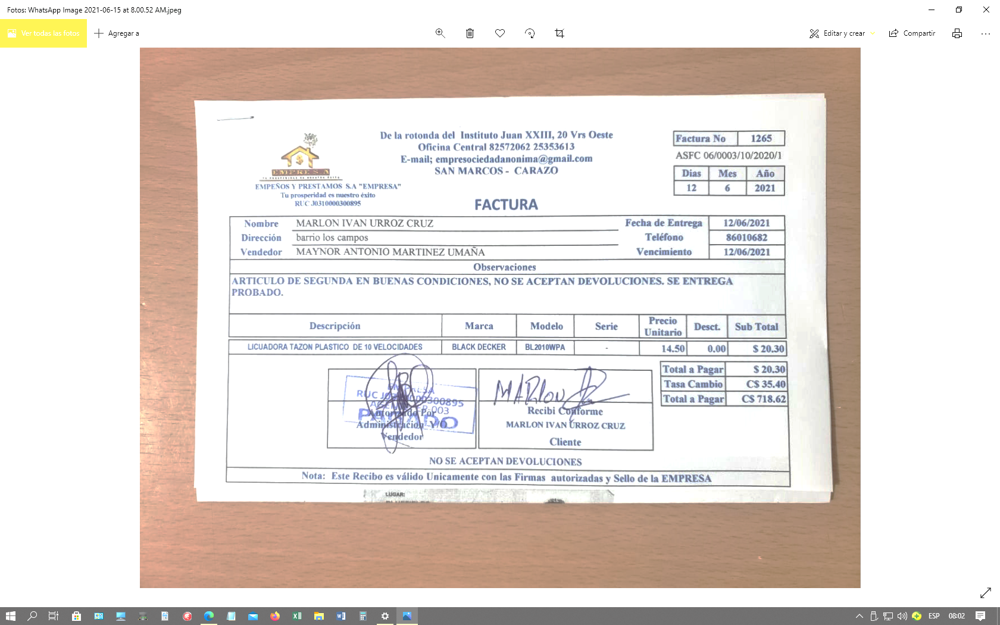 Fotos: WhatsApp Image 2021-06-15 at 8.00.52 AM.jpeg
Ver todas las fotos
Agregar a
Editar y crear
Compartir
De la rotonda del Instituto Juan XXIII, 20 Vrs Oeste
Oficina Central 82572062 25353613
E-mail; empresociedadanonima@gmail.com
SAN MARCOS - CARAZO
EMPRE S.A
EMPEÑOS Y PRESTAMOS S.A "EMPRESA"
Tu prosperidad es nuestro éxito
RUC J0310000300895
Factura No 1265
ASFC 06/0003/10/2020/1
Dias Mes Año
12 6 2021
FACTURA
Nombre MARLON IVAN URROZ CRUZ Fecha de Entrega 12/06/2021
Dirección barrio los campos Teléfono 86010682
Vendedor MAYNOR ANTONIO MARTINEZ UMAÑA Vencimiento 12/06/2021
Observaciones
ARTICULO DE SEGUNDA EN BUENAS CONDICIONES, NO SE ACEPTAN DEVOLUCIONES. SE ENTREGA
PROBADO.
Descripción Marca Modelo Serie Precio Unitario Desct. Sub Total
LICUADORA TAZON PLASTICO DE 10 VELOCIDADES BLACK DECKER BL2010WPA - 14.50 0.00 $ 20.30
Total a Pagar $ 20.30
Tasa Cambio C$ 35.40
Total a Pagar C$ 718.62
RUC
PAGADO
Autorizado Por
Administración Y/O
Vendedor
MARLON
Recibi Conforme
MARLON IVAN URROZ CRUZ
Cliente
NO SE ACEPTAN DEVOLUCIONES
Nota: Este Recibo es válido Unicamente con las Firmas autorizadas y Sello de la EMPRESA
LUGAR:
ESP 08:02